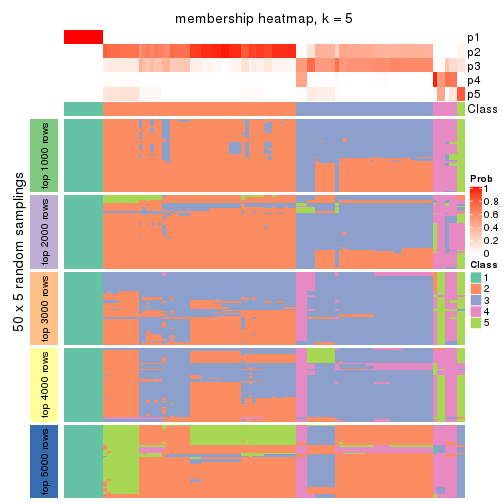 membership heatmap, k = 5
p1
p2
p3
p4
p5
Class
50 x 5 random samplings
top 1000 rows
top 2000 rows
top 3000 rows
top 4000 rows
top 5000 rows
Prob
1
0.8
0.6
0.4
0.2
0
Class
1
2
3
4
5